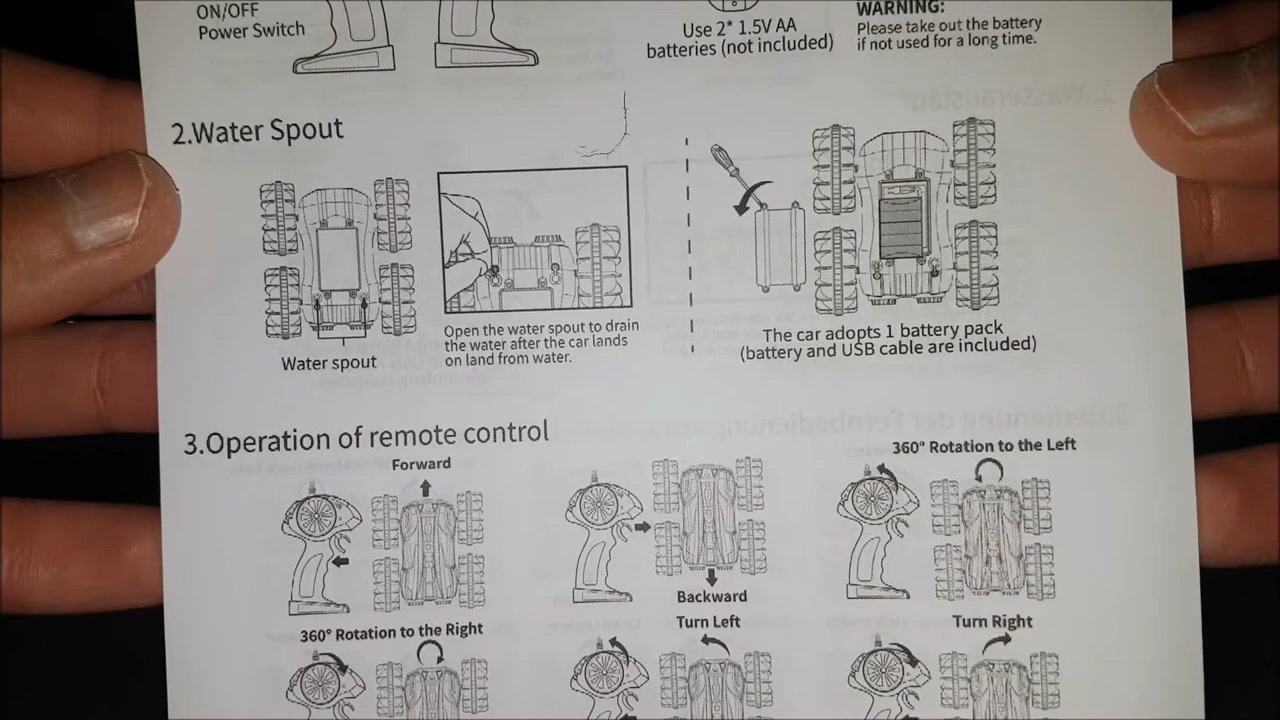 ON/OFF
Power Switch
Use 2* 1.5V AA
batteries (not included)
WARNING:
Please take out the battery
if not used for a long time.
2.Water Spout
Water spout
Open the water spout to drain
the water after the car lands
on land from water.
The car adopts 1 battery pack
(battery and USB cable are included)
3.Operation of remote control
Forward
Backward
360° Rotation to the Left
360° Rotation to the Right
Turn Left
Turn Right